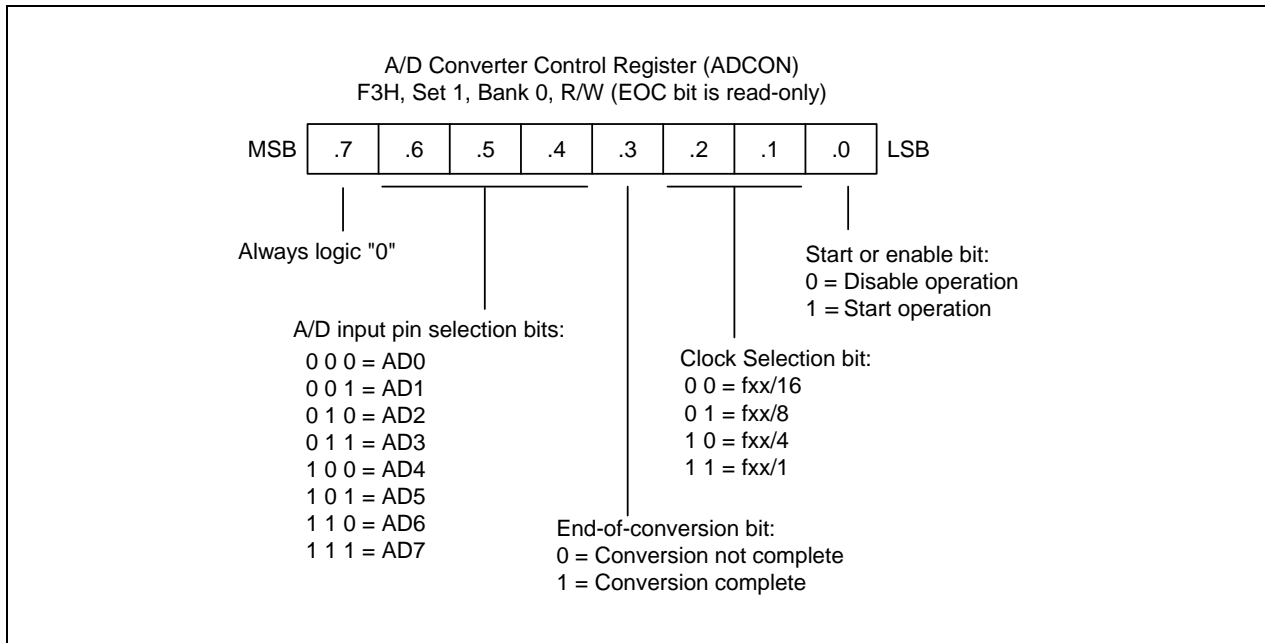 A/D Converter Control Register (ADCON)
F3H, Set 1, Bank 0, R/W (EOC bit is read-only)
MSB .7 .6 .5 .4 .3 .2 .1 .0 LSB
Always logic "0"
A/D input pin selection bits:
0 0 0 = AD0
0 0 1 = AD1
0 1 0 = AD2
0 1 1 = AD3
1 0 0 = AD4
1 0 1 = AD5
1 1 0 = AD6
1 1 1 = AD7
End-of-conversion bit:
0 = Conversion not complete
1 = Conversion complete
Clock Selection bit:
0 0 = fxx/16
0 1 = fxx/8
1 0 = fxx/4
1 1 = fxx/1
Start or enable bit:
0 = Disable operation
1 = Start operation